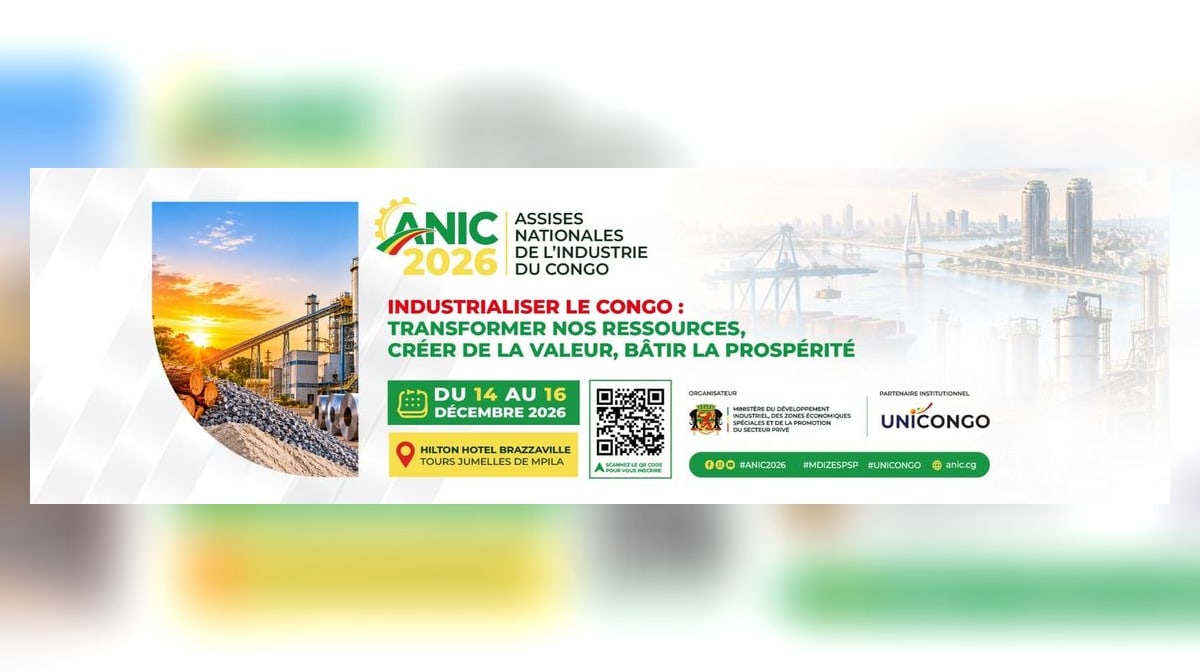 ANIC
2026
ASSISES
NATIONALES
DE L'INDUSTRIE
DU CONGO
INDUSTRIALISER LE CONGO :
TRANSFORMER NOS RESSOURCES,
CRÉER DE LA VALEUR, BÂTIR LA PROSPÉRITÉ
DU 14 AU 16
DÉCEMBRE 2026
HILTON HOTEL BRAZZAVILLE
TOURS JUMELLES DE MPILA
SCANNEZ LE QR CODE
POUR VOUS INSCRIRE
ORGANISATEUR
MINISTÈRE DU DÉVELOPPEMENT
INDUSTRIEL, DES ZONES ÉCONOMIQUES
SPÉCIALES ET DE LA PROMOTION
DU SECTEUR PRIVÉ
PARTENAIRE INSTITUTIONNEL
UNICONGO
#ANIC2026 #MDIZESPSP #UNICONGO anic.cg